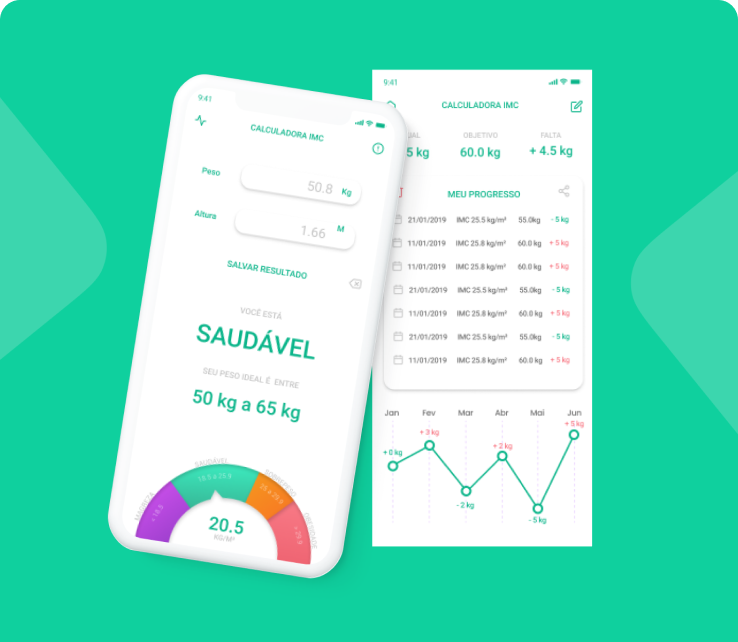 9:41
CALCULADORA IMC
Peso
50.8 Kg
Altura
1.66 M
SALVAR RESULTADO
VOCÊ ESTÁ
SAUDÁVEL
SEU PESO IDEAL É ENTRE
50 kg a 65 kg
MAGREZA
SAUDÁVEL
SOBREPESO
OBESIDADE
20.5
KG/M²
9:41
CALCULADORA IMC
OBJETIVO FALTA
5 kg 60.0 kg + 4.5 kg
MEU PROGRESSO
21/01/2019 IMC 25.5 kg/m² 55.0kg - 5 kg
11/01/2019 IMC 25.8 kg/m² 60.0 kg + 5 kg
11/01/2019 IMC 25.8 kg/m² 60.0 kg + 5 kg
21/01/2019 IMC 25.5 kg/m² 55.0kg - 5 kg
11/01/2019 IMC 25.8 kg/m² 60.0 kg + 5 kg
21/01/2019 IMC 25.5 kg/m² 55.0kg - 5 kg
11/01/2019 IMC 25.8 kg/m² 60.0 kg + 5 kg
Jan Fev Mar Abr Mai Jun
+ 0 kg + 3 kg - 2 kg + 2 kg - 5 kg + 5 kg